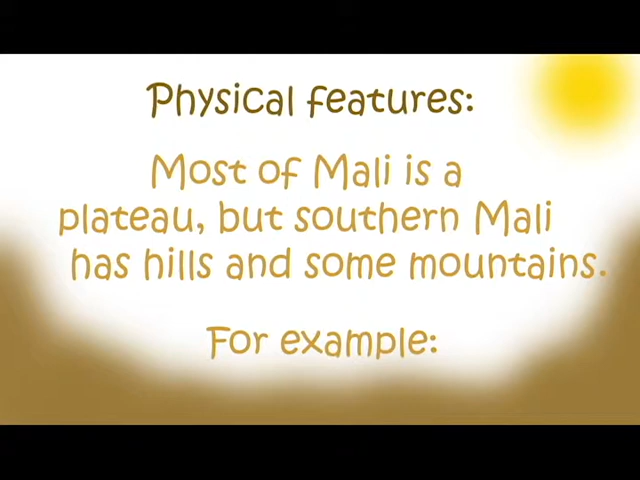 Physical features:
Most of Mali is a
plateau, but southern Mali
has hills and some mountains.
For example: